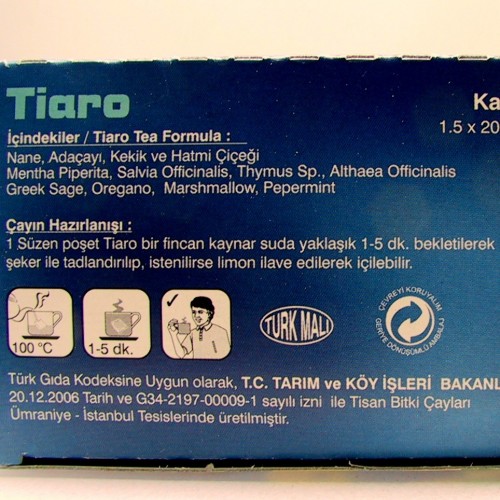 Tiaro
Ka
1.5 x 20
İçindekiler / Tiaro Tea Formula :
Nane, Adaçayı, Kekik ve Hatmi Çiçeği
Mentha Piperita, Salvia Officinalis, Thymus Sp., Althaea Officinalis
Greek Sage, Oregano, Marshmallow, Pepermint
Çayın Hazırlanışı :
1 Süzen poşet Tiaro bir fincan kaynar suda yaklaşık 1-5 dk. bekletilerek
şeker ile tadlandırılıp, istenilirse limon ilave edilerek içilebilir.
100 °C
1-5 dk.
TÜRK MALI
ÇEVREYİ KORUYALIM
GERİYE DÖNÜŞÜMLÜ AMBALAJ
Türk Gıda Kodeksine Uygun olarak, T.C. TARIM ve KÖY İŞLERİ BAKANL
20.12.2006 Tarih ve G34-2197-00009-1 sayılı izni ile Tisan Bitki Çayları
Ümraniye - İstanbul Tesislerinde üretilmiştir.